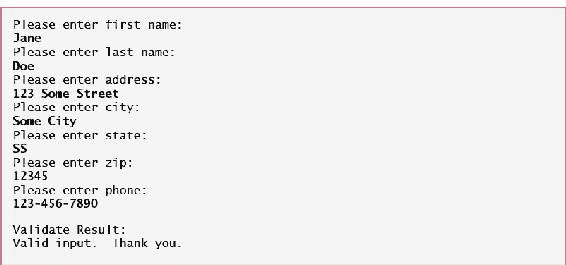 Please enter first name:
Jane
Please enter last name:
Doe
Please enter address:
123 Some Street
Please enter city:
Some City
Please enter state:
SS
Please enter zip:
12345
Please enter phone:
123-456-7890
Validate Result:
Valid input. Thank you.